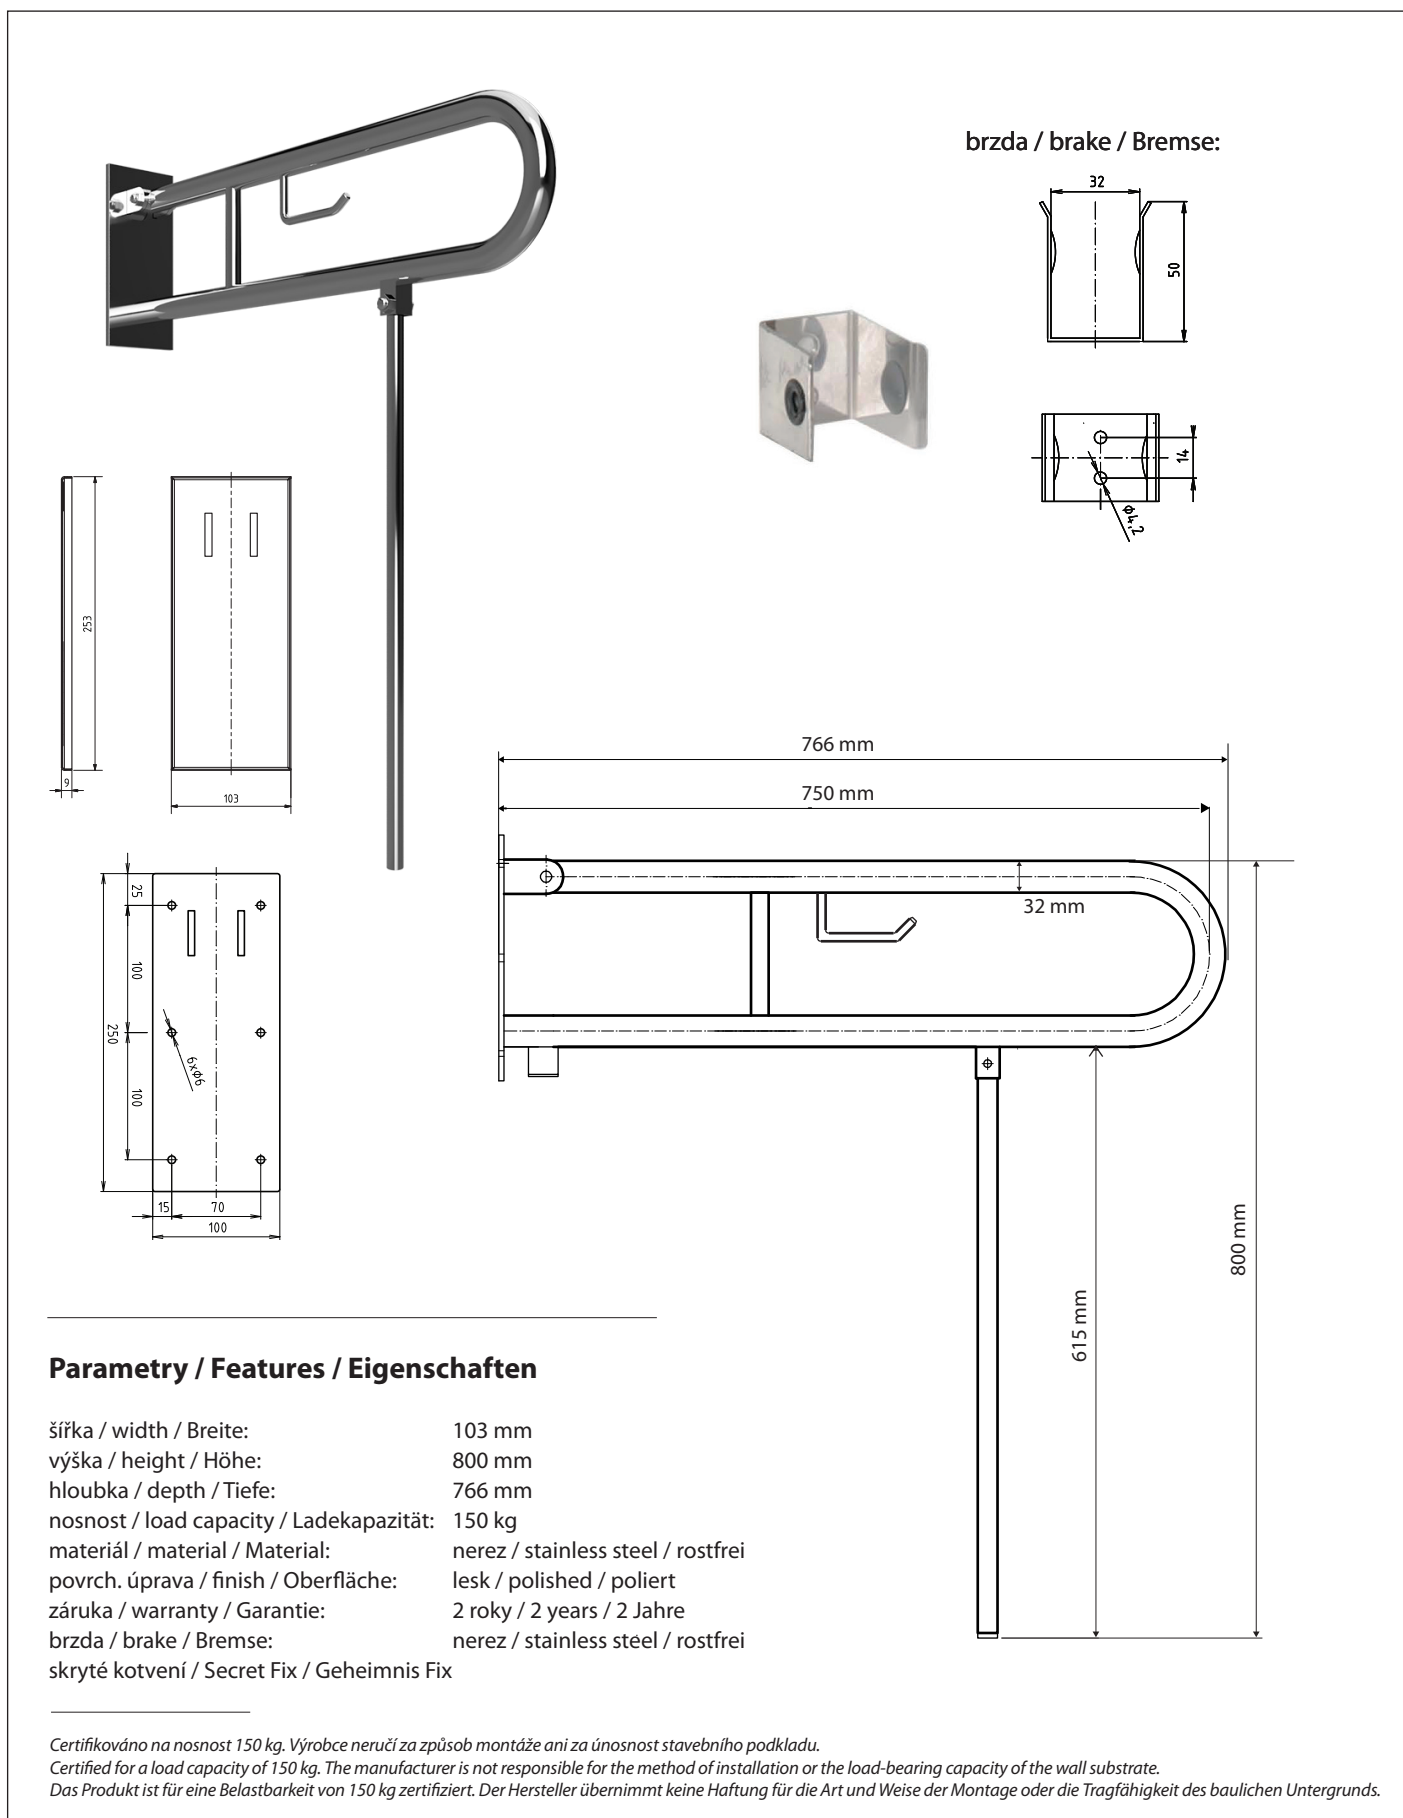 brzda / brake / Bremse:
32
50
14
ϕ4,2
253
9
103
766 mm
750 mm
32 mm
25
100
250
6xϕ6
100
15
70
100
800 mm
615 mm
Parametry / Features / Eigenschaften
šířka / width / Breite: 103 mm
výška / height / Höhe: 800 mm
hloubka / depth / Tiefe: 766 mm
nosnost / load capacity / Ladekapazität: 150 kg
materiál / material / Material: nerez / stainless steel / rostfrei
povrch. úprava / finish / Oberfläche: lesk / polished / poliert
záruka / warranty / Garantie: 2 roky / 2 years / 2 Jahre
brzda / brake / Bremse: nerez / stainless steel / rostfrei
skryté kotvení / Secret Fix / Geheimnis Fix
Certifikováno na nosnost 150 kg. Výrobce neručí za způsob montáže ani za únosnost stavebního podkladu.
Certified for a load capacity of 150 kg. The manufacturer is not responsible for the method of installation or the load-bearing capacity of the wall substrate.
Das Produkt ist für eine Belastbarkeit von 150 kg zertifiziert. Der Hersteller übernimmt keine Haftung für die Art und Weise der Montage oder die Tragfähigkeit des baulichen Untergrunds.